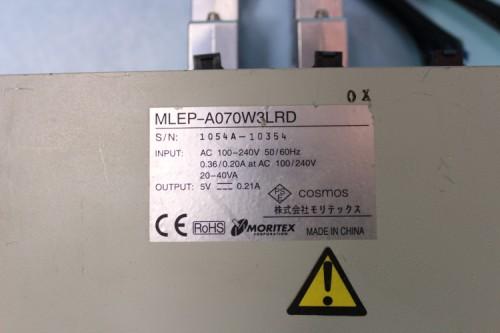 OX
MLEP-A070W3LRD
S/N: 1054A-10354
INPUT: AC 100-240V 50/60Hz
0.36/0.20A at AC 100/240V
20-40VA
OUTPUT: 5V ⎓ 0.21A
PSE cosmos
株式会社モリテックス
CE RoHS MORITEX CORPORATION MADE IN CHINA